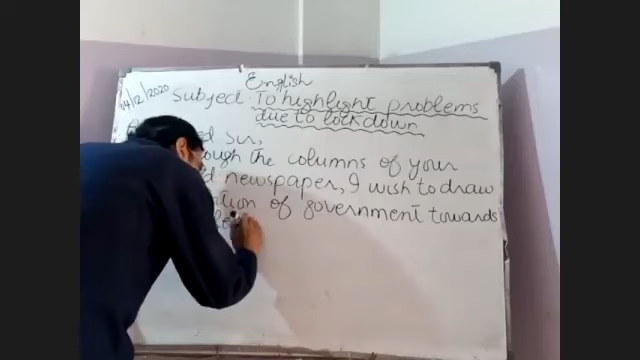 English
04/12/2020
Subject: To highlight problems
due to lockdown
Sir,
the columns of your
newspaper, I wish to draw
of government towards